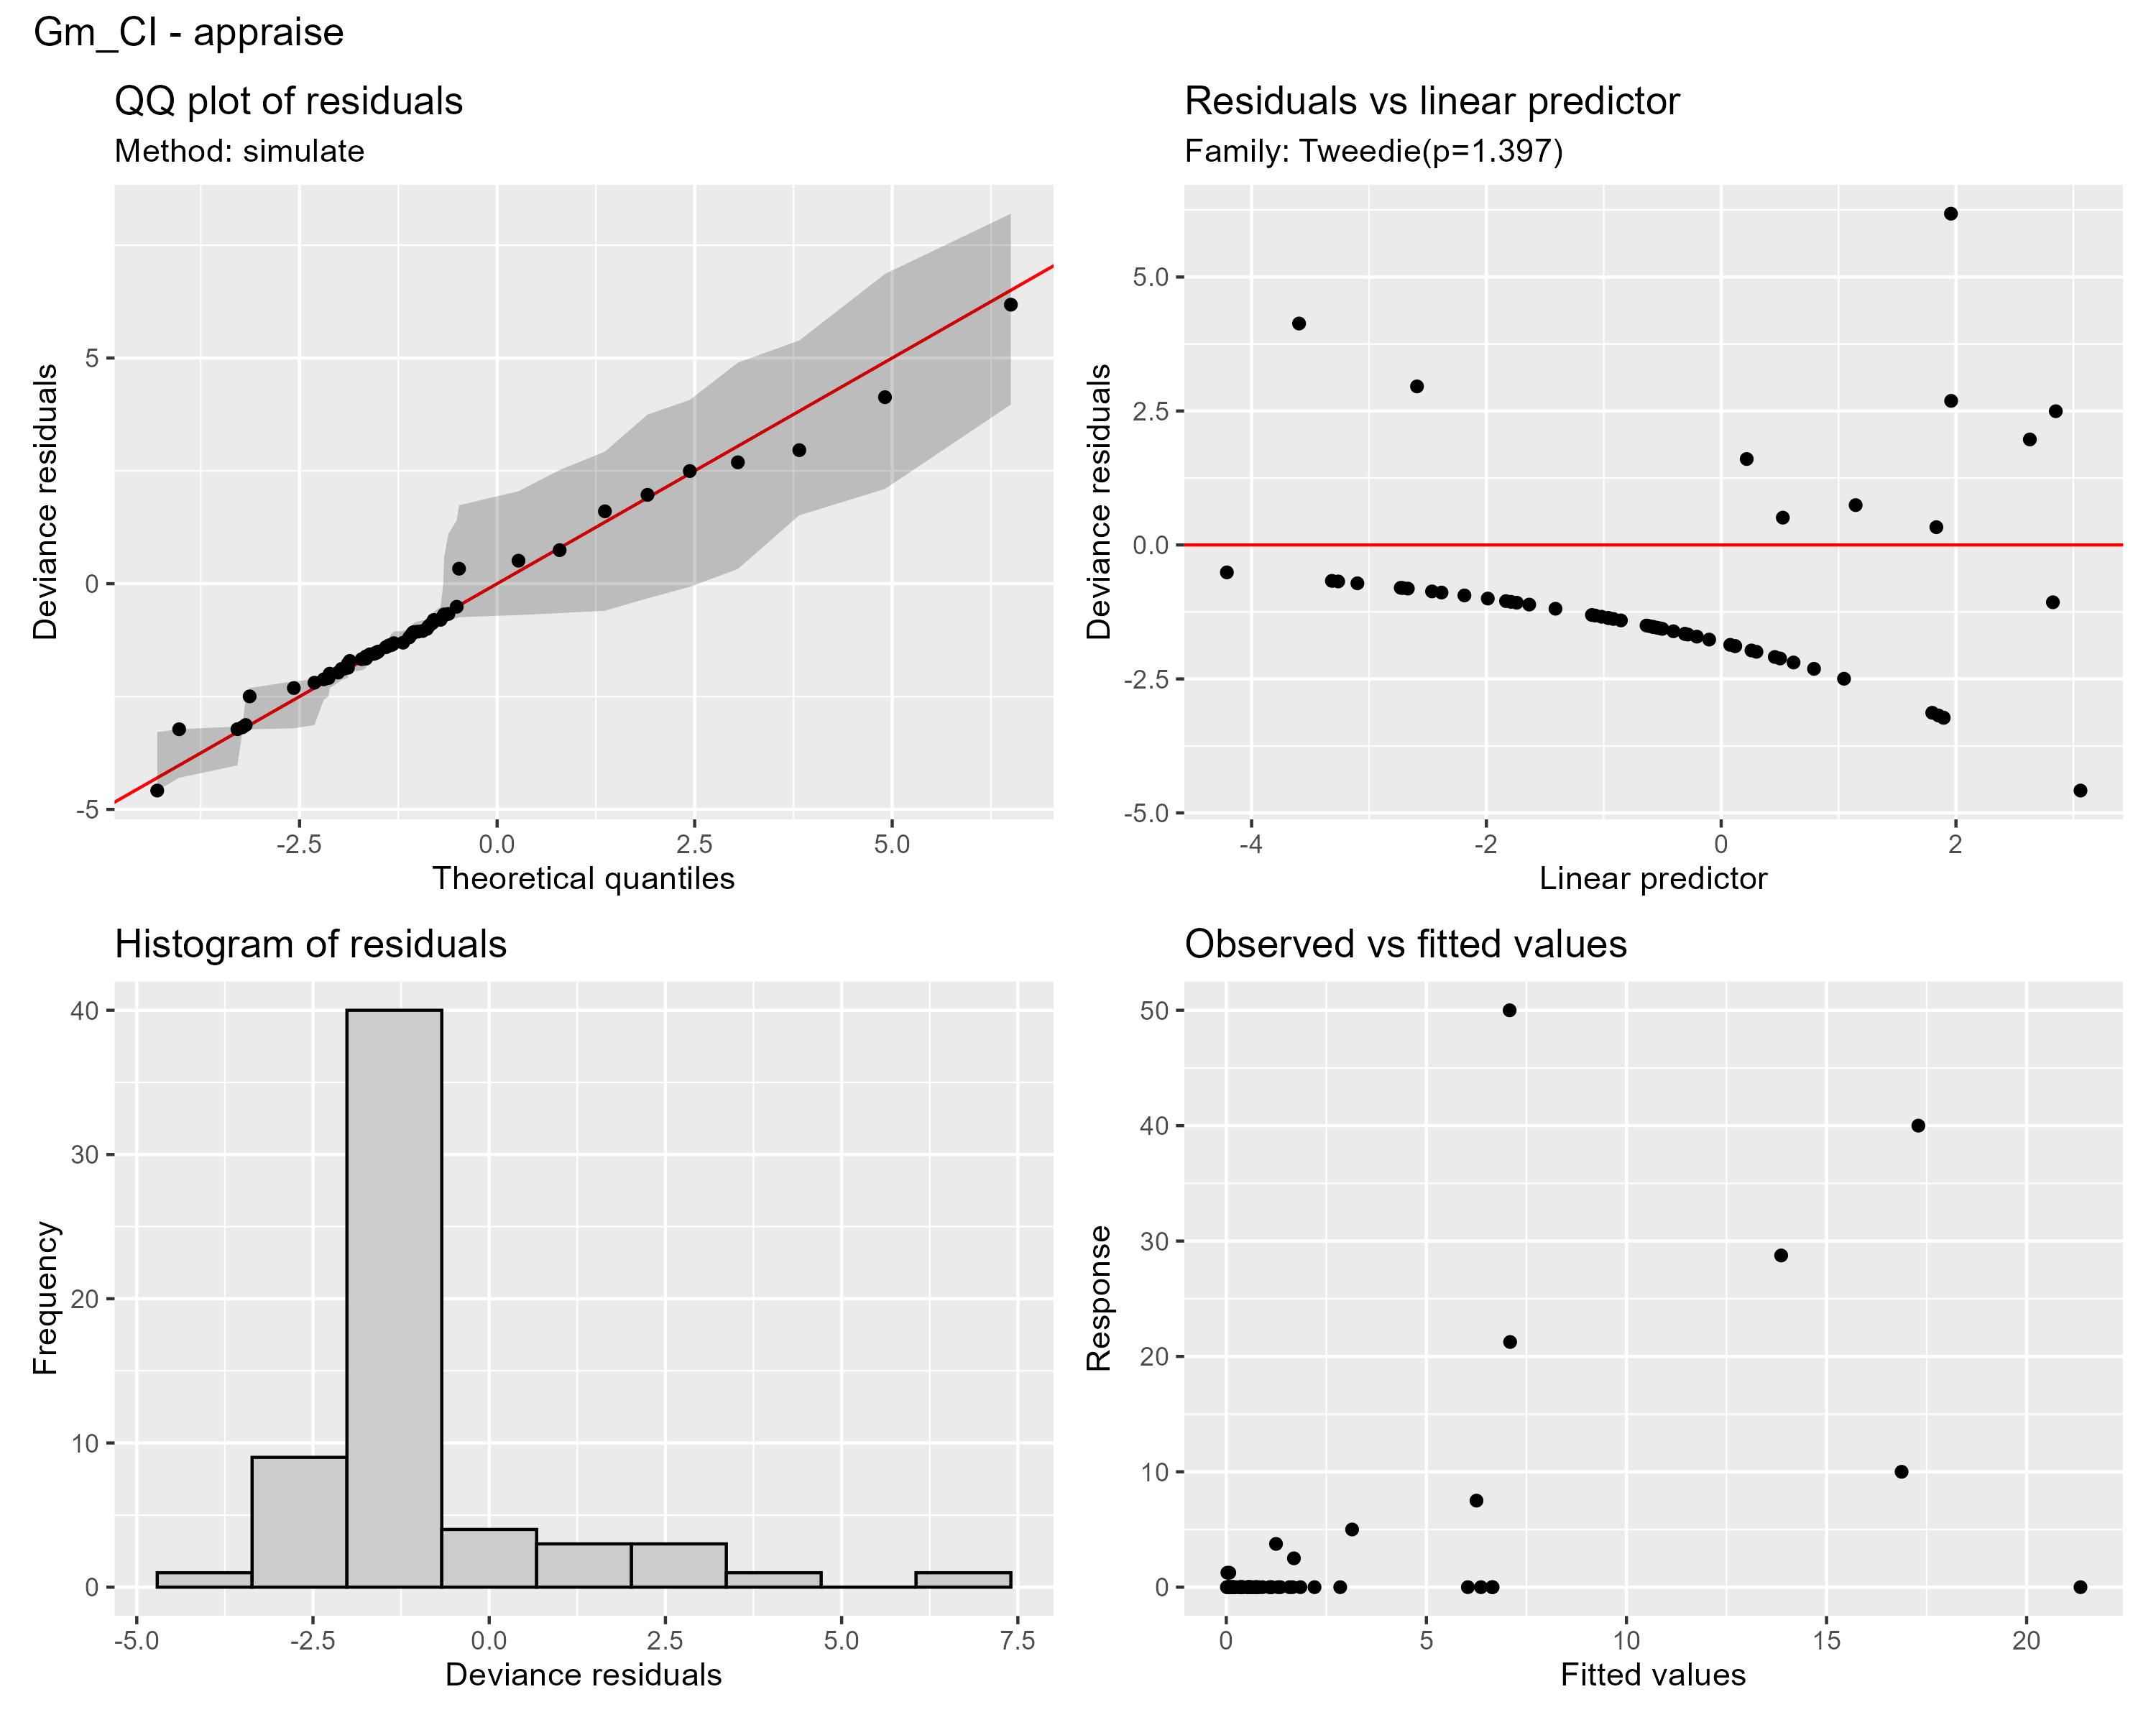 Gm_Cl - appraise
QQ plot of residuals
Method: simulate
Deviance residuals
5
0
-5
-2.5
0.0
2.5
5.0
Theoretical quantiles
Residuals vs linear predictor
Family: Tweedie(p=1.397)
Deviance residuals
5.0
2.5
0.0
-2.5
-5.0
-4
-2
0
2
Linear predictor
Histogram of residuals
Frequency
40
30
20
10
0
-5.0
-2.5
0.0
2.5
5.0
7.5
Deviance residuals
Observed vs fitted values
Response
50
40
30
20
10
0
0
5
10
15
20
Fitted values